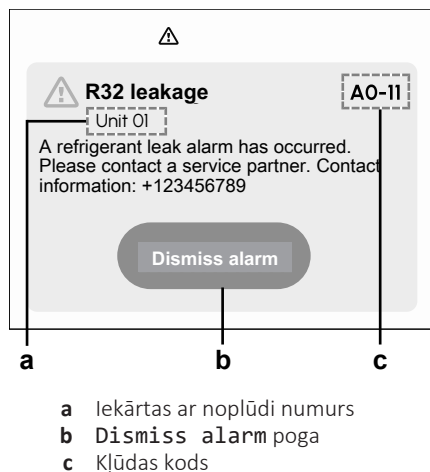 R32 leakage
A0-11
Unit 01
A refrigerant leak alarm has occurred.
Please contact a service partner. Contact
information: +123456789
Dismiss alarm
a
b
c
a Iekārtas ar noplūdi numurs
b Dismiss alarm poga
c Kļūdas kods